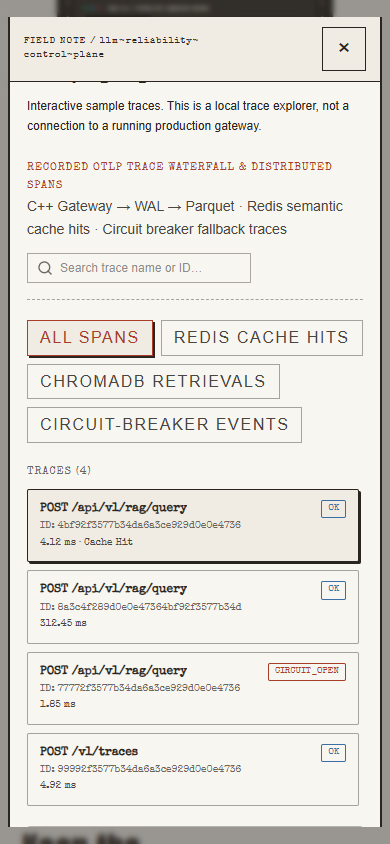 FIELD NOTE / llm-reliability-
control-plane
×
Interactive sample traces. This is a local trace explorer, not a
connection to a running production gateway.
RECORDED OTLP TRACE WATERFALL & DISTRIBUTED
SPANS
C++ Gateway → WAL → Parquet · Redis semantic
cache hits · Circuit breaker fallback traces
Search trace name or ID...
ALL SPANS
REDIS CACHE HITS
CHROMADB RETRIEVALS
CIRCUIT-BREAKER EVENTS
TRACES (4)
POST /api/v1/rag/query
OK
ID: 4bf92f3577b34da6a3ce929d0e0e4736
4.12 ms · Cache Hit
POST /api/v1/rag/query
OK
ID: 8a3c4f289d0e0e47364bf92f3577b34d
312.45 ms
POST /api/v1/rag/query
CIRCUIT_OPEN
ID: 77772f3577b34da6a3ce929d0e0e4736
1.85 ms
POST /v1/traces
OK
ID: 99992f3577b34da6a3ce929d0e0e4736
4.92 ms